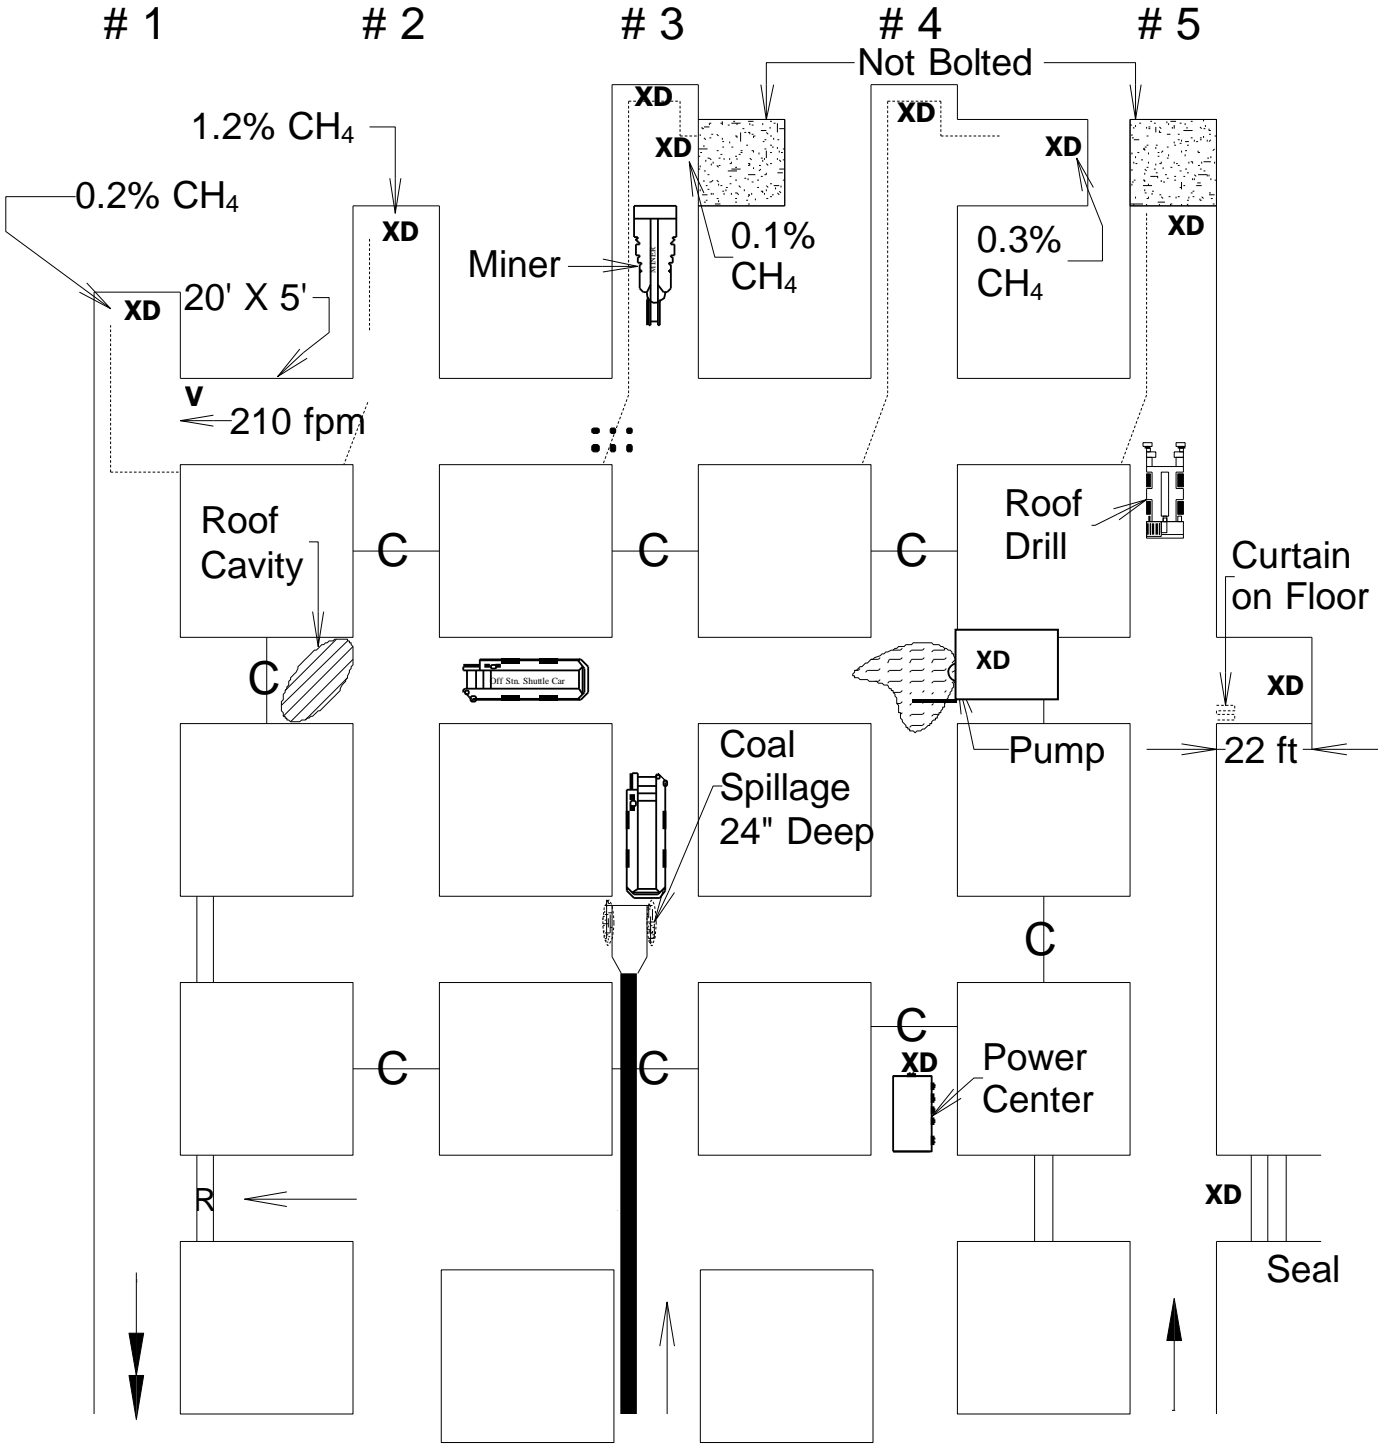 # 1
# 2
# 3
# 4
# 5
Not Bolted
1.2% CH4
XD
XD
0.2% CH4
XD
XD
XD
0.1%
CH4
0.3%
CH4
XD
Miner
MINER
20' X 5'
XD
V
210 fpm
Roof
Cavity
Roof
Drill
C
C
C
Curtain
on Floor
C
Off Stn. Shuttle Car
XD
XD
Coal
Spillage
24" Deep
Pump
22 ft
C
C
C
C
XD
Power
Center
R
XD
Seal